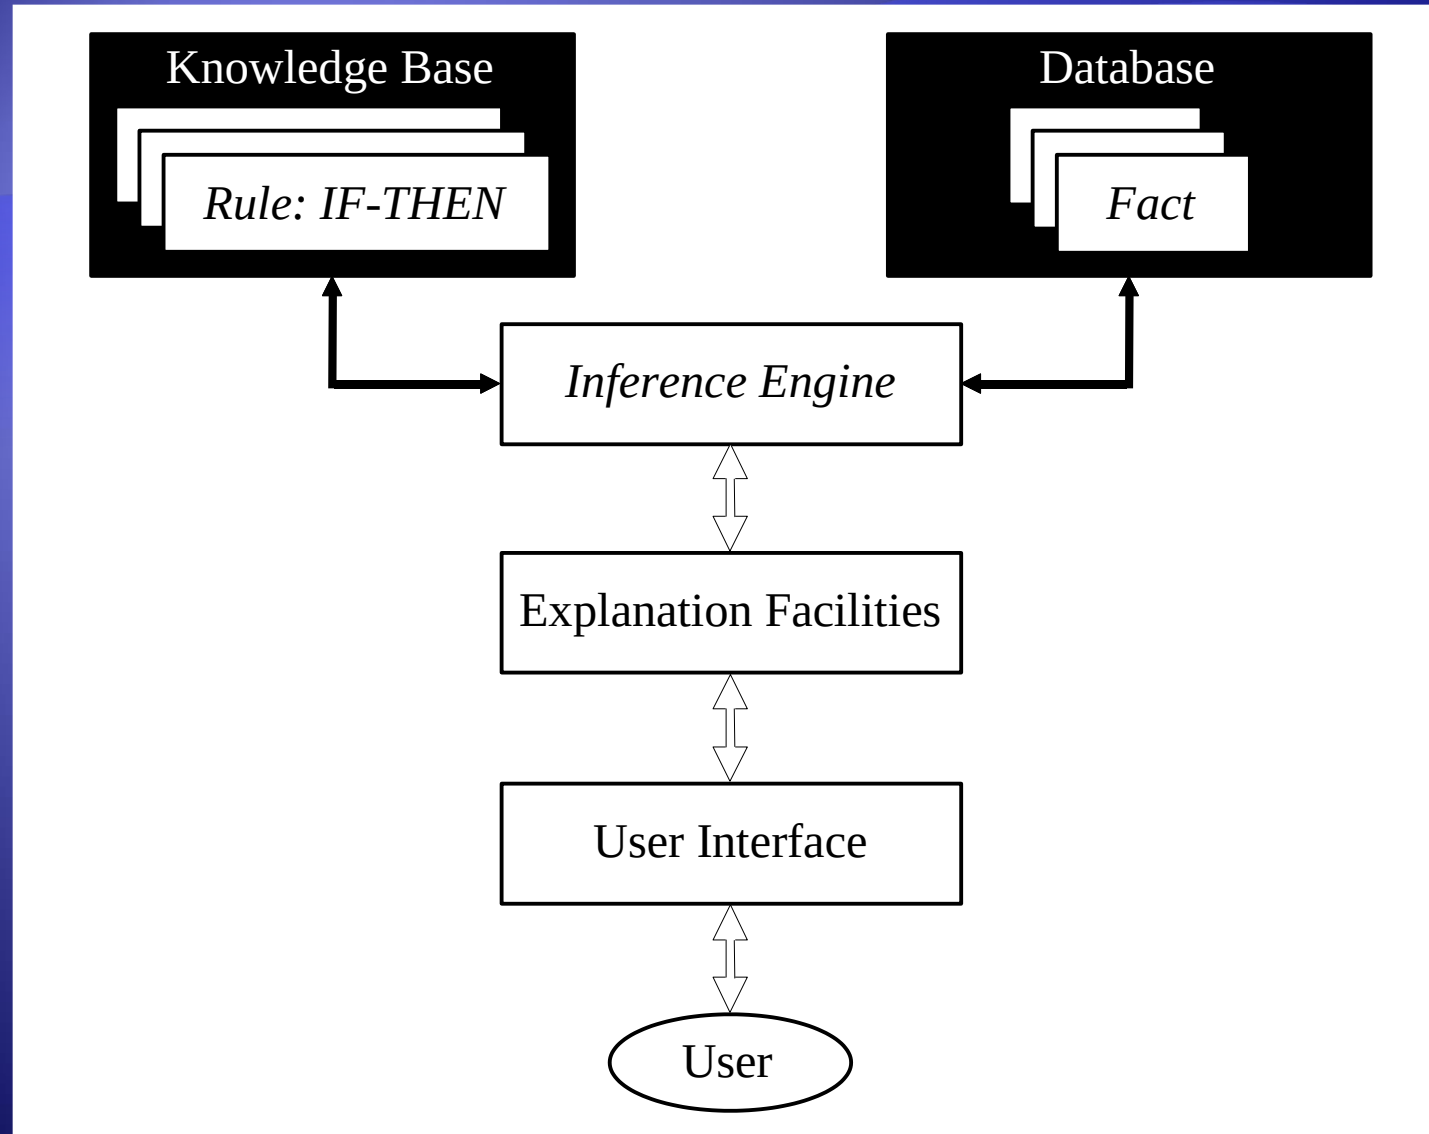 Knowledge Base
Database
Rule: IF-THEN
Fact
Inference Engine
Explanation Facilities
User Interface
User